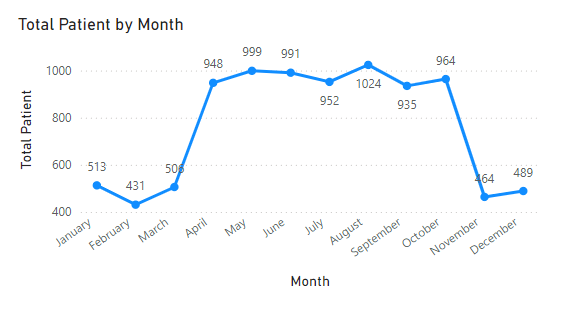 Total Patient by Month
Total Patient
1000
800
600
400
513
431
506
948
999
991
952
1024
935
964
464
489
January
February
March
April
May
June
July
August
September
October
November
December
Month